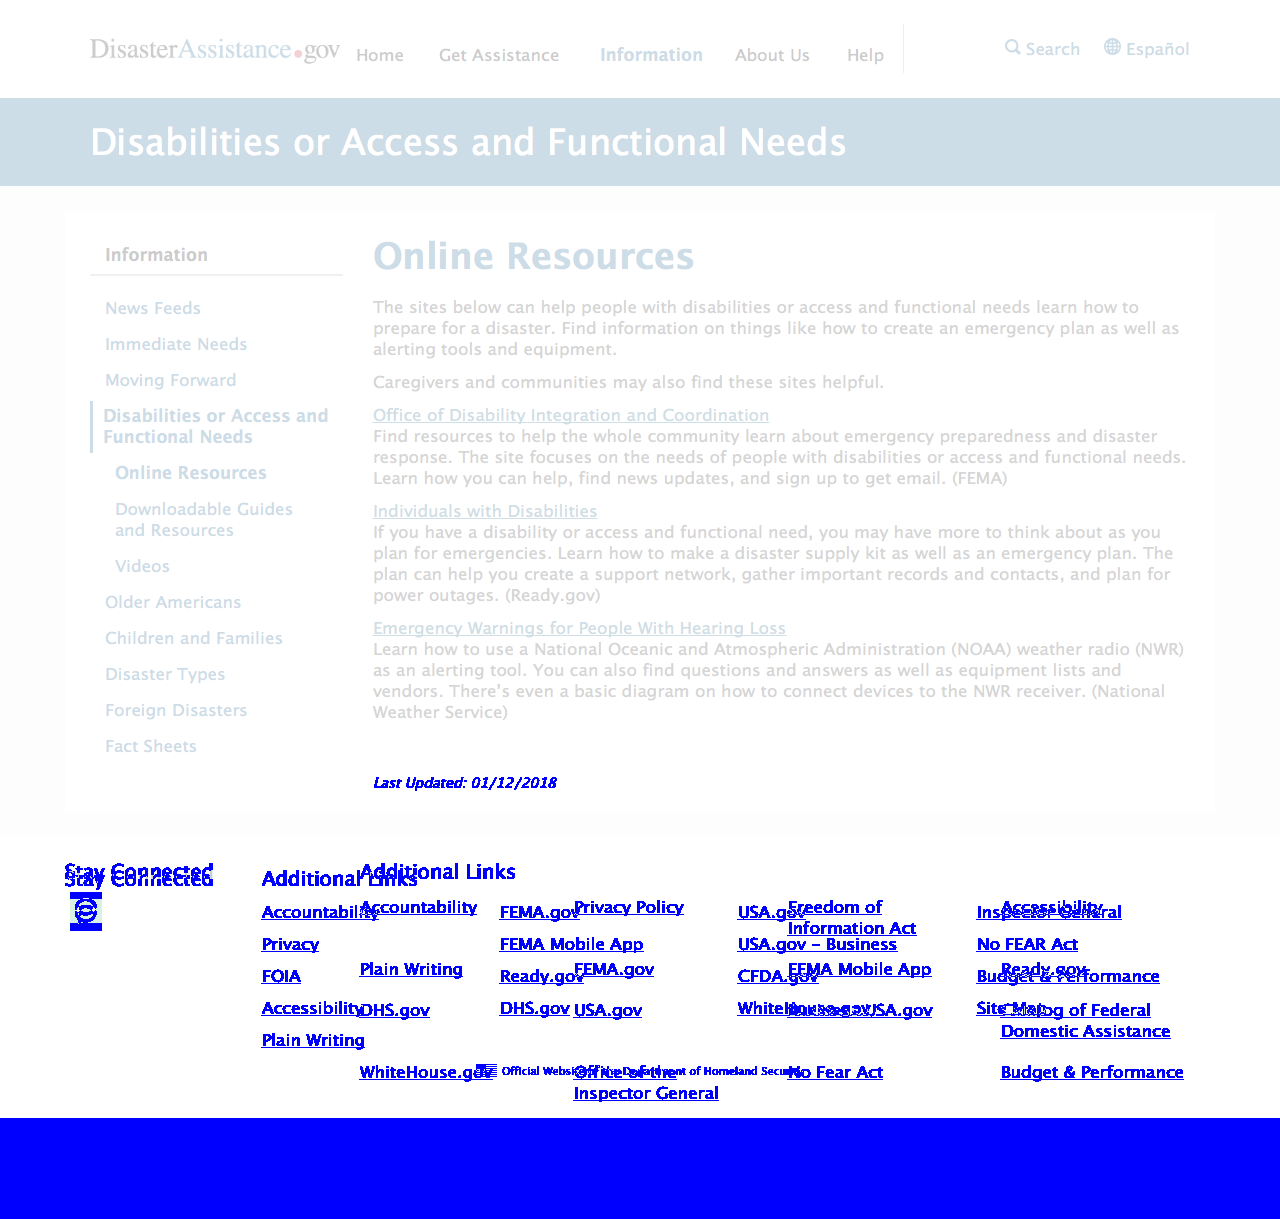 DisasterAssistance.gov
Home Get Assistance Information About Us Help
Search Español
Disabilities or Access and Functional Needs
Information
News Feeds
Immediate Needs
Moving Forward
Disabilities or Access and
Functional Needs
Online Resources
Downloadable Guides
and Resources
Videos
Older Americans
Children and Families
Disaster Types
Foreign Disasters
Fact Sheets
Online Resources
The sites below can help people with disabilities or access and functional needs learn how to
prepare for a disaster. Find information on things like how to create an emergency plan as well as
alerting tools and equipment.
Caregivers and communities may also find these sites helpful.
Office of Disability Integration and Coordination
Find resources to help the whole community learn about emergency preparedness and disaster
response. The site focuses on the needs of people with disabilities or access and functional needs.
Learn how you can help, find news updates, and sign up to get email. (FEMA)
Individuals with Disabilities
If you have a disability or access and functional need, you may have more to think about as you
plan for emergencies. Learn how to make a disaster supply kit as well as an emergency plan. The
plan can help you create a support network, gather important records and contacts, and plan for
power outages. (Ready.gov)
Emergency Warnings for People With Hearing Loss
Learn how to use a National Oceanic and Atmospheric Administration (NOAA) weather radio (NWR)
as an alerting tool. You can also find questions and answers as well as equipment lists and
vendors. There's even a basic diagram on how to connect devices to the NWR receiver. (National
Weather Service)
Last Updated: 01/12/2018
Stay Connected
Stay Connected
Additional Links
Additional Links
Accountability
Privacy Policy
Freedom of
Information Act
Accessibility
Accountability
FEMA.gov
USA.gov
Inspector General
Privacy
FEMA Mobile App
USA.gov – Business
No FEAR Act
Plain Writing
FEMA.gov
FEMA Mobile App
Ready.gov
FOIA
Ready.gov
CFDA.gov
Budget & Performance
Accessibility
DHS.gov
WhiteHouse.gov
Site Map
DHS.gov
USA.gov
USA.gov
Catalog of Federal
Domestic Assistance
Plain Writing
WhiteHouse.gov
Office of the
Inspector General
No Fear Act
Budget & Performance
Official Website of the Department of Homeland Security